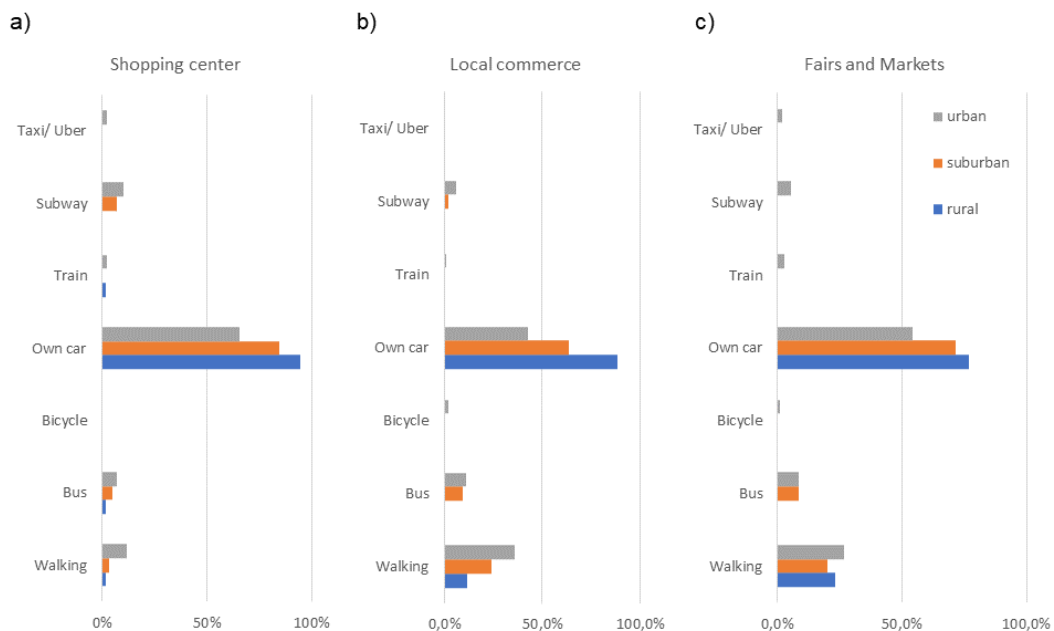 a)
Shopping center
Taxi/ Uber
Subway
Train
Own car
Bicycle
Bus
Walking
0%
50%
100%
b)
Local commerce
Taxi/ Uber
Subway
Train
Own car
Bicycle
Bus
Walking
0,0%
50,0%
100,0%
c)
Fairs and Markets
Taxi/ Uber
Subway
Train
Own car
Bicycle
Bus
Walking
0,0%
50,0%
100,0%
urban
suburban
rural